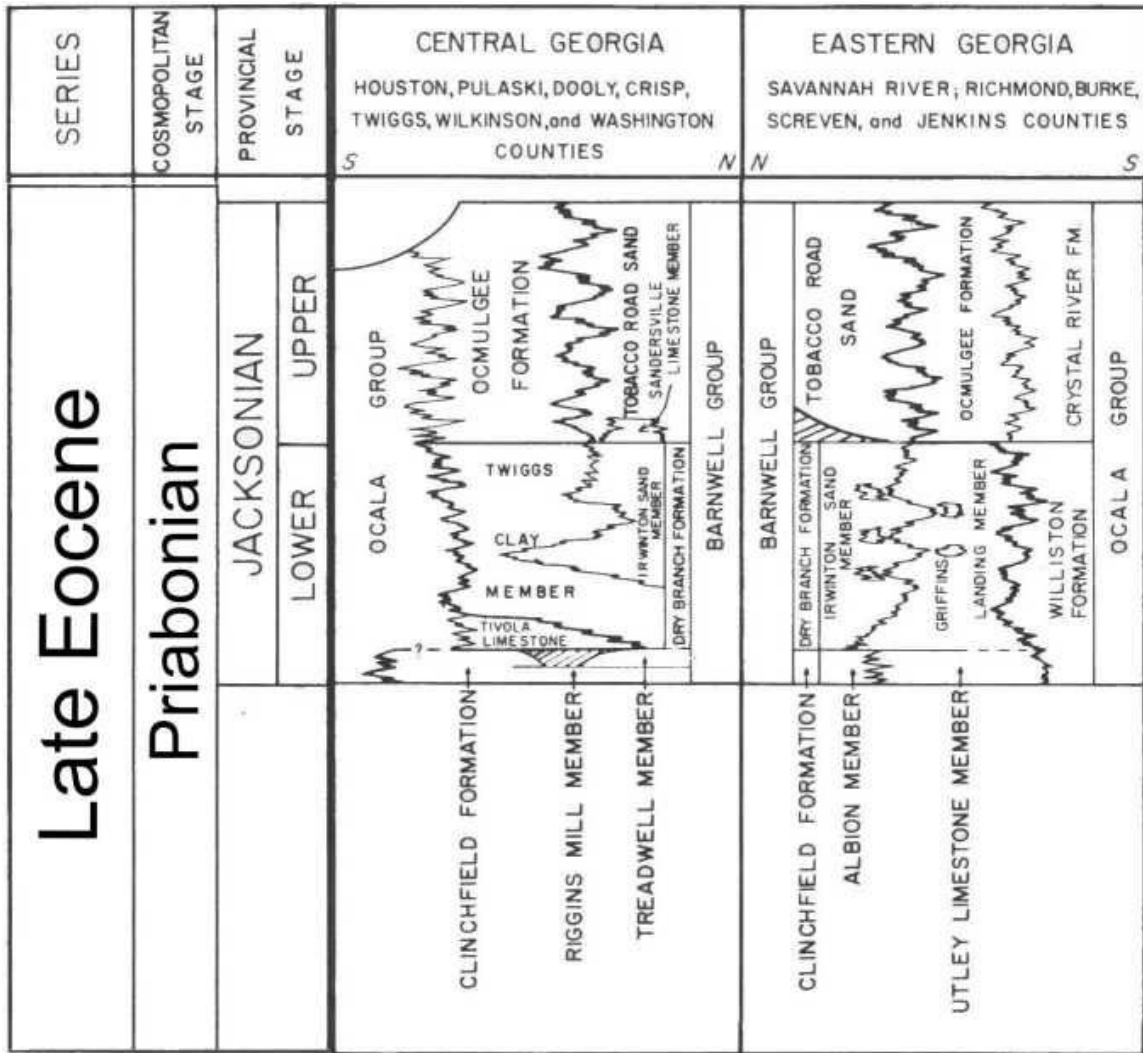 SERIES
COSMOPOLITAN
STAGE
PROVINCIAL
STAGE
CENTRAL GEORGIA
HOUSTON, PULASKI, DOOLY, CRISP,
TWIGGS, WILKINSON, and WASHINGTON
COUNTIES
S
N
EASTERN GEORGIA
SAVANNAH RIVER; RICHMOND, BURKE,
SCREVEN, and JENKINS COUNTIES
N
S
Late Eocene
Priabonian
JACKSONIAN
UPPER
LOWER
OCALA GROUP
OCMULGEE
FORMATION
TOBACCO ROAD SAND
SANDERSVILLE
LIMESTONE MEMBER
TWIGGS
CLAY
MEMBER
IRWINTON SAND
MEMBER
DRY BRANCH FORMATION
TIVOLA
LIMESTONE
?
BARNWELL GROUP
CLINCHFIELD FORMATION
RIGGINS MILL MEMBER
TREADWELL MEMBER
BARNWELL GROUP
TOBACCO ROAD
SAND
OCMULGEE FORMATION
CRYSTAL RIVER FM.
DRY BRANCH FORMATION
IRWINTON SAND
MEMBER
GRIFFINS
LANDING MEMBER
WILLISTON
FORMATION
OCALA GROUP
CLINCHFIELD FORMATION
ALBION MEMBER
UTLEY LIMESTONE MEMBER